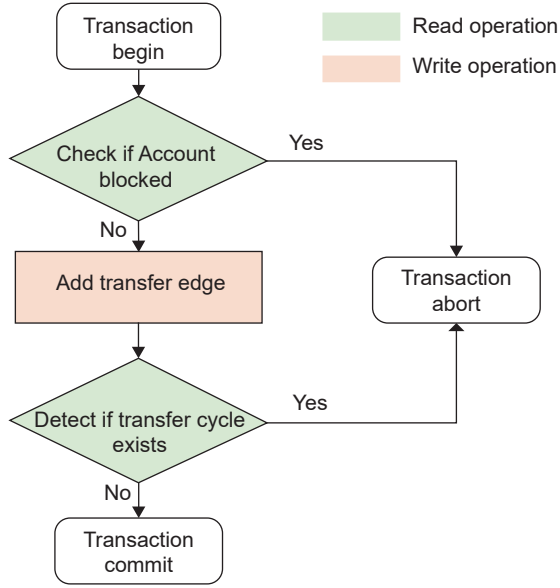 Transaction
begin
Read operation
Write operation
Check if Account
blocked
Yes
No
Add transfer edge
Transaction
abort
Detect if transfer cycle
exists
Yes
No
Transaction
commit